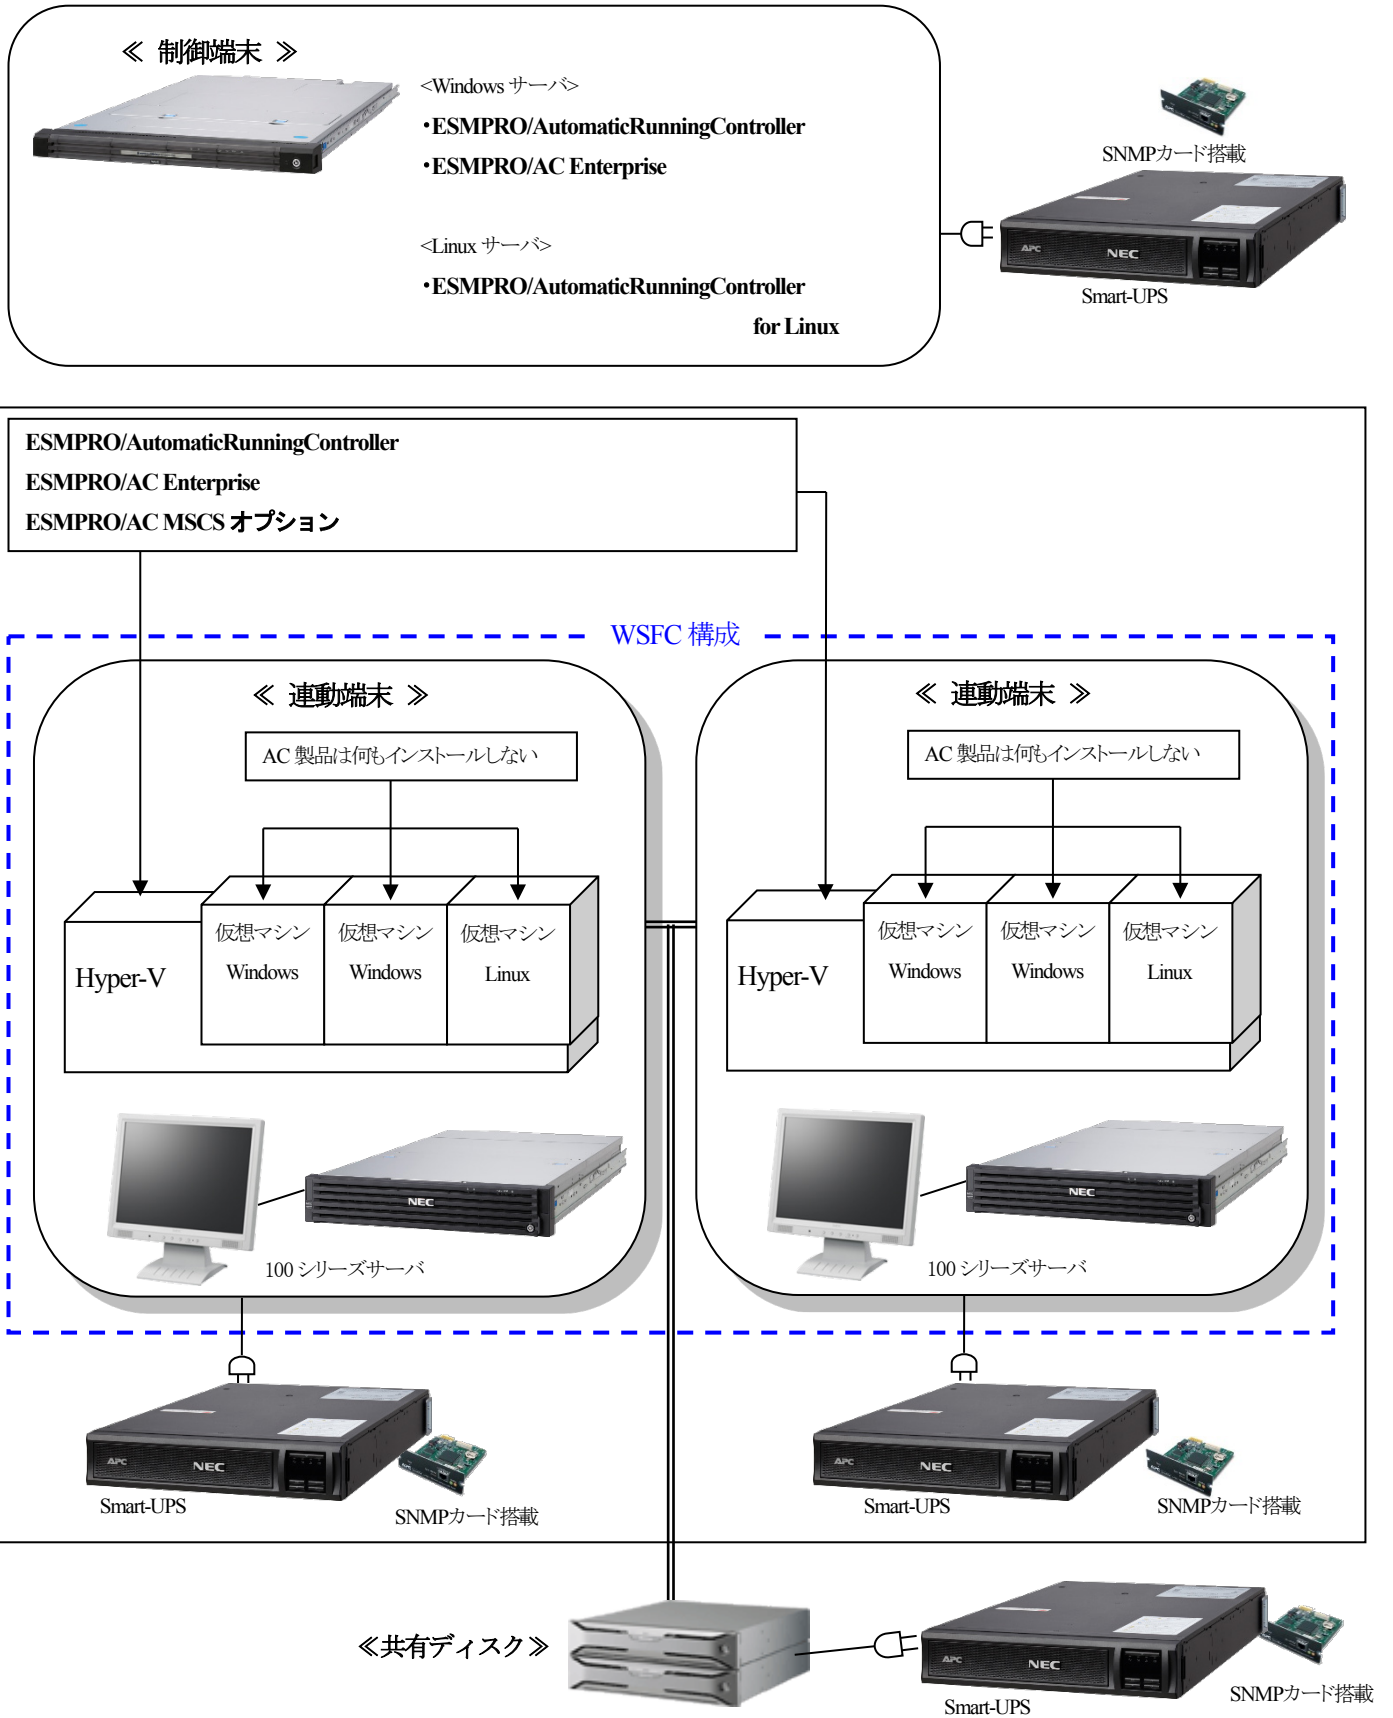 ≪ 制御端末 ≫
<Windows サーバ>
・ESMPRO/AutomaticRunningController
・ESMPRO/AC Enterprise
<Linux サーバ>
・ESMPRO/AutomaticRunningController
for Linux
SNMPカード搭載
APC NEC
Smart-UPS
ESMPRO/AutomaticRunningController
ESMPRO/AC Enterprise
ESMPRO/AC MSCS オプション
WSFC 構成
≪ 連動端末 ≫
AC 製品は何もインストールしない
Hyper-V
仮想マシン
Windows
仮想マシン
Windows
仮想マシン
Linux
NEC
100 シリーズサーバ
≪ 連動端末 ≫
AC 製品は何もインストールしない
Hyper-V
仮想マシン
Windows
仮想マシン
Windows
仮想マシン
Linux
NEC
100 シリーズサーバ
APC NEC
Smart-UPS
SNMPカード搭載
APC NEC
Smart-UPS
SNMPカード搭載
≪共有ディスク≫
APC NEC
Smart-UPS
SNMPカード搭載